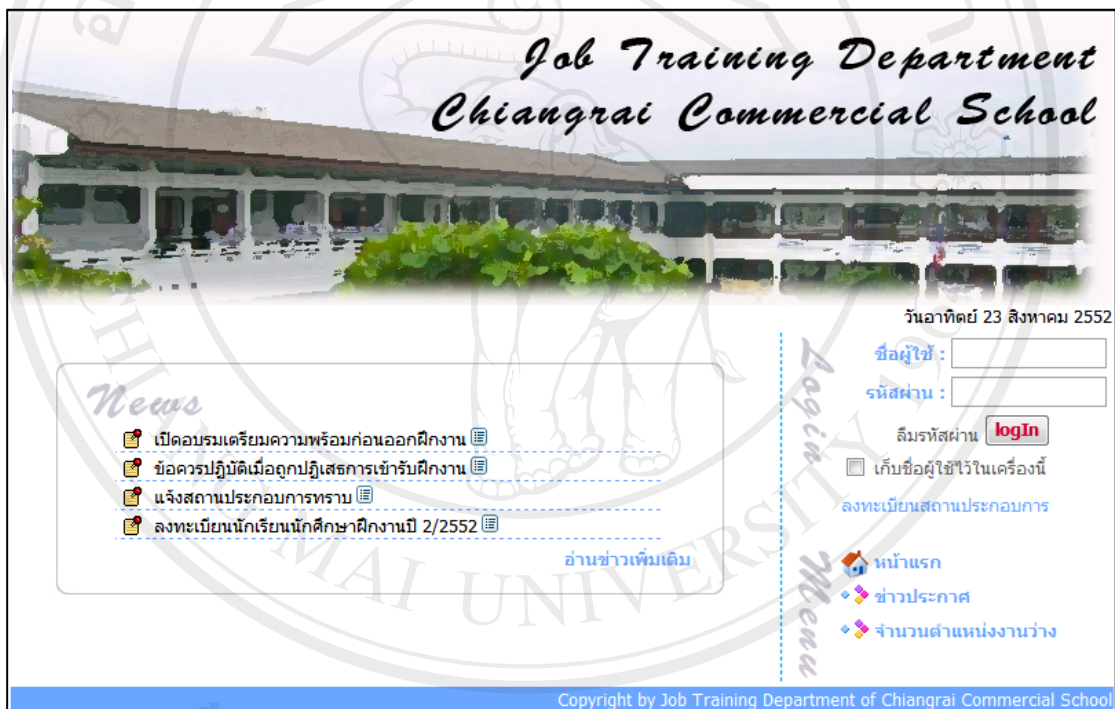 Job Training Department
Chiangrai Commercial School
วันอาทิตย์ 23 สิงหาคม 2552
News
เปิดอบรมเตรียมความพร้อมก่อนออกฝึกงาน
ข้อควรปฏิบัติเมื่อถูกปฏิเสธการเข้ารับฝึกงาน
แจ้งสถานประกอบการทราบ
ลงทะเบียนนักเรียนนักศึกษาฝึกงานปี 2/2552
อ่านข่าวเพิ่มเติม
Login
ชื่อผู้ใช้ :
รหัสผ่าน :
ลืมรหัสผ่าน logIn
เก็บชื่อผู้ใช้ไว้ในเครื่องนี้
ลงทะเบียนสถานประกอบการ
Menu
หน้าแรก
ข่าวประกาศ
จำนวนตำแหน่งงานว่าง
Copyright by Job Training Department of Chiangrai Commercial School
CHIANG MAI UNIVERSITY